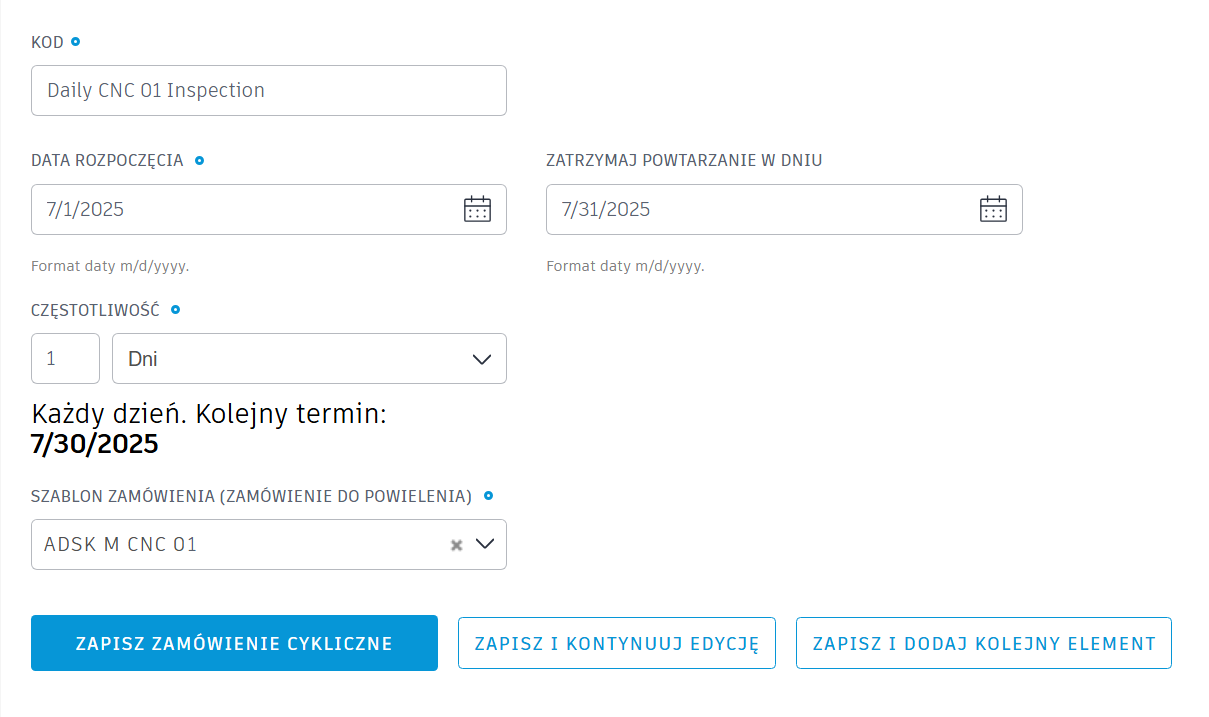 KOD
Daily CNC 01 Inspection
DATA ROZPOCZĘCIA
ZATRZYMAJ POWTARZANIE W DNIU
7/1/2025
7/31/2025
Format daty m/d/yyyy.
Format daty m/d/yyyy.
CZĘSTOTLIWOŚĆ
1
Dni
Każdy dzień. Kolejny termin:
7/30/2025
SZABLON ZAMÓWIENIA (ZAMÓWIENIE DO POWIELENIA)
ADSK M CNC 01
ZAPISZ ZAMÓWIENIE CYKLICZNE
ZAPISZ I KONTYNUUJ EDYCJĘ
ZAPISZ I DODAJ KOLEJNY ELEMENT